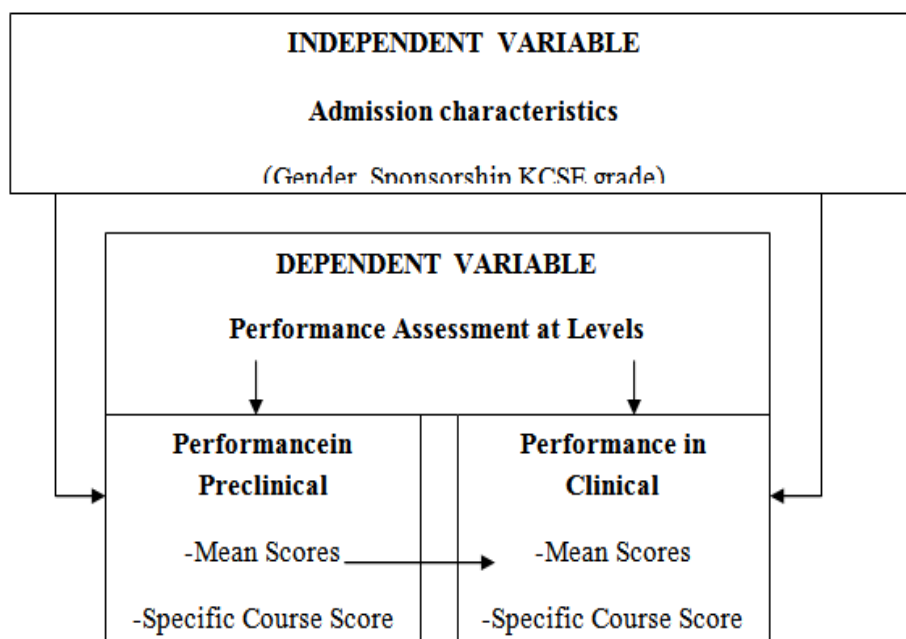 INDEPENDENT VARIABLE
Admission characteristics
(Gender Sponsorship KCSE grade)
DEPENDENT VARIABLE
Performance Assessment at Levels
Performancein
Preclinical
-Mean Scores
-Specific Course Score
Performance in
Clinical
-Mean Scores
-Specific Course Score